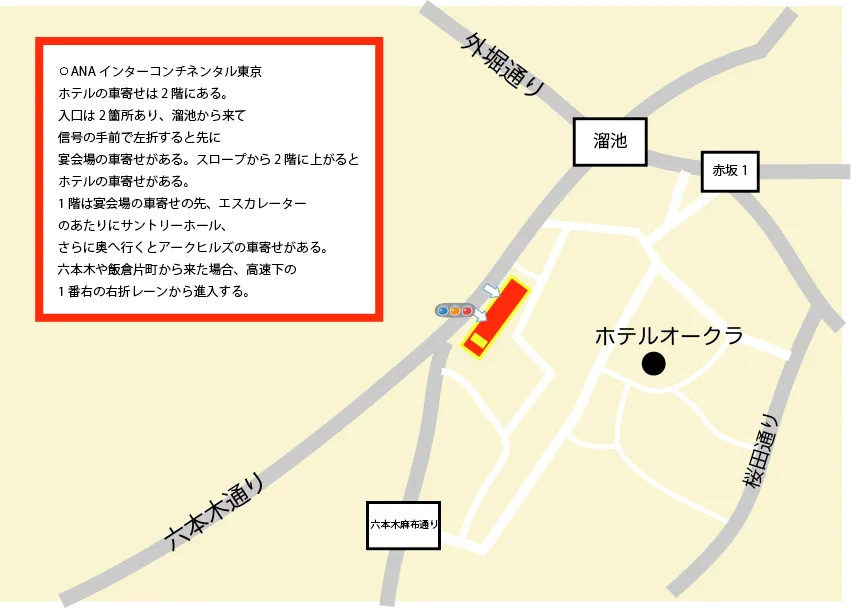 〇ANAインターコンチネンタル東京
ホテルの車寄せは2階にある。
入口は2箇所あり、溜池から来て
信号の手前で左折すると先に
宴会場の車寄せがある。スロープから2階に上がると
ホテルの車寄せがある。
1階は宴会場の車寄せの先、エスカレーター
のあたりにサントリーホール、
さらに奥へ行くとアークヒルズの車寄せがある。
六本木や飯倉片町から来た場合、高速下の
1番右の右折レーンから進入する。
外堀通り
溜池
赤坂1
ホテルオークラ
桜田通り
六本木通り
六本木麻布通り